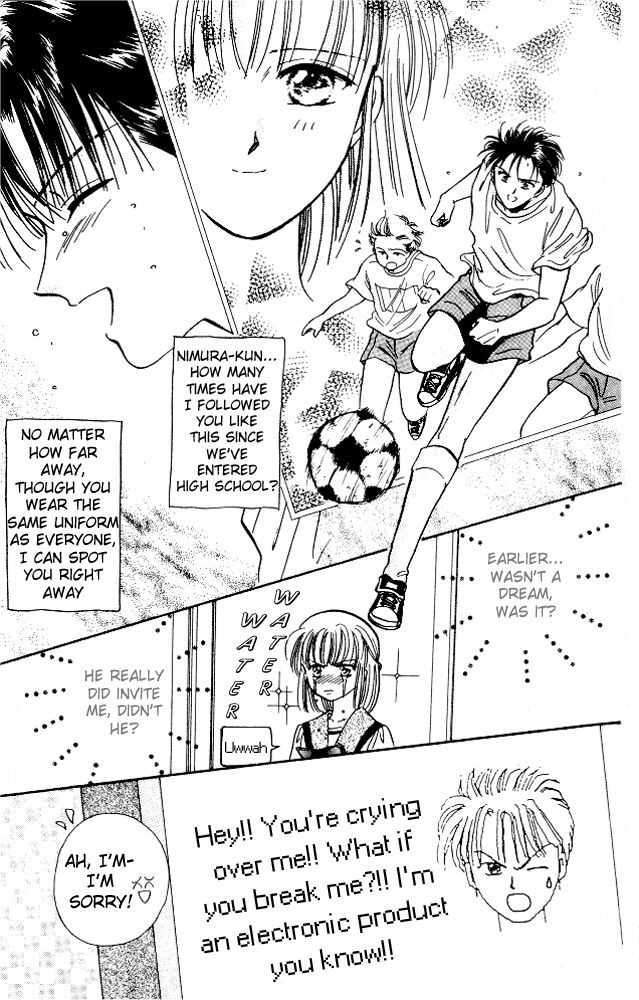 NIMURA-KUN...
HOW MANY
TIMES HAVE
I FOLLOWED
YOU LIKE
THIS SINCE
WE'VE
ENTERED
HIGH SCHOOL?
NO MATTER
HOW FAR
AWAY,
THOUGH YOU
WEAR THE
SAME UNIFORM
AS EVERYONE,
I CAN SPOT
YOU RIGHT
AWAY
EARLIER...
WASN'T A
DREAM,
WAS IT?
WATER
WATER
Uwwah
HE REALLY
DID INVITE
ME, DIDN'T
HE?
Hey!! You're crying
over me!! What if
you break me?!! I'm
an electronic product
you know!!
AH, I'M-
I'M
SORRY!